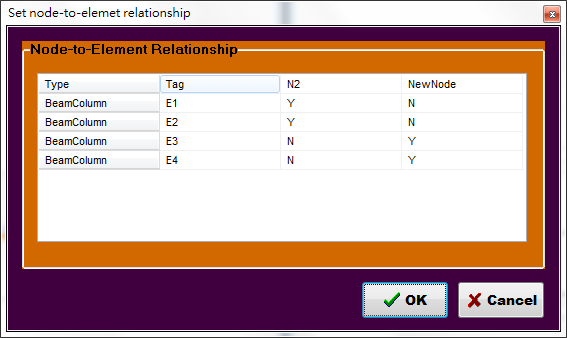 Set node-to-elemet relationship
Node-to-Element Relationship
Type Tag N2 NewNode
BeamColumn E1 Y N
BeamColumn E2 Y N
BeamColumn E3 N Y
BeamColumn E4 N Y
OK Cancel